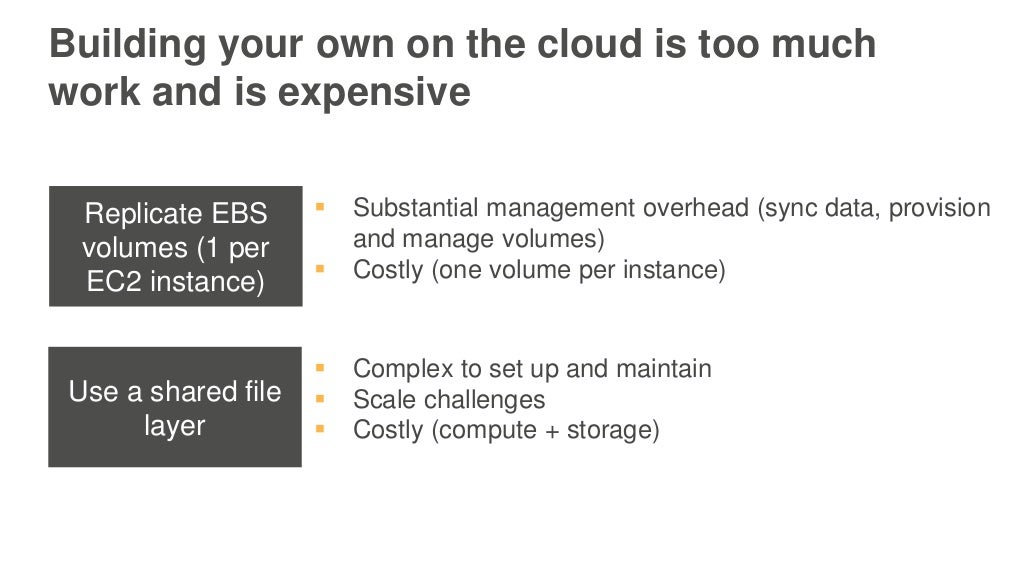 Building your own on the cloud is too much
work and is expensive
Replicate EBS
volumes (1 per
EC2 instance)
▪ Substantial management overhead (sync data, provision
and manage volumes)
▪ Costly (one volume per instance)
Use a shared file
layer
▪ Complex to set up and maintain
▪ Scale challenges
▪ Costly (compute + storage)